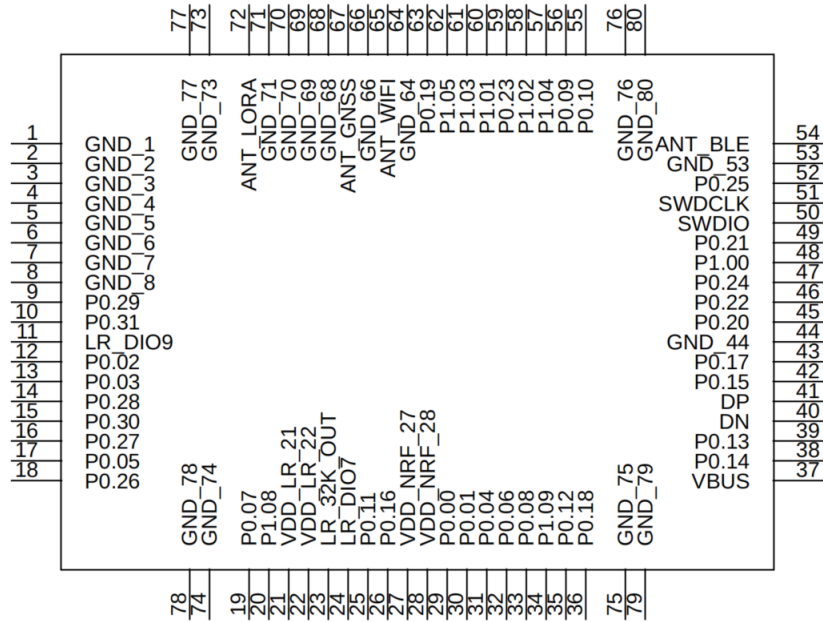 77
73
72
71
70
69
68
67
66
65
64
63
62
61
60
59
58
57
56
55
76
80
GND_77
GND_73
ANT_LORA
GND_71
GND_70
GND_69
GND_68
ANT_GNSS
GND_66
ANT_WIFI
GND_64
P0.19
P1.05
P1.03
P1.01
P0.23
P1.02
P1.04
P0.09
P0.10
GND_76
GND_80
1 GND_1
2 GND_2
3 GND_3
4 GND_4
5 GND_5
6 GND_6
7 GND_7
8 GND_8
9 P0.29
10 P0.31
11 LR_DIO9
12 P0.02
13 P0.03
14 P0.28
15 P0.30
16 P0.27
17 P0.05
18 P0.26
ANT_BLE 54
GND_53 53
P0.25 52
SWDCLK 51
SWDIO 50
P0.21 49
P1.00 48
P0.24 47
P0.22 46
P0.20 45
GND_44 44
P0.17 43
P0.15 42
DP 41
DN 40
P0.13 39
P0.14 38
VBUS 37
GND_78
GND_74
P0.07
P1.08
VDD_LR_21
VDD_LR_22
LR_32K_OUT
LR_DIO7
P0.11
P0.16
VDD_NRF_27
VDD_NRF_28
P0.00
P0.01
P0.04
P0.06
P0.08
P1.09
P0.12
P0.18
GND_75
GND_79
78
74
19
20
21
22
23
24
25
26
27
28
29
30
31
32
33
34
35
36
75
79